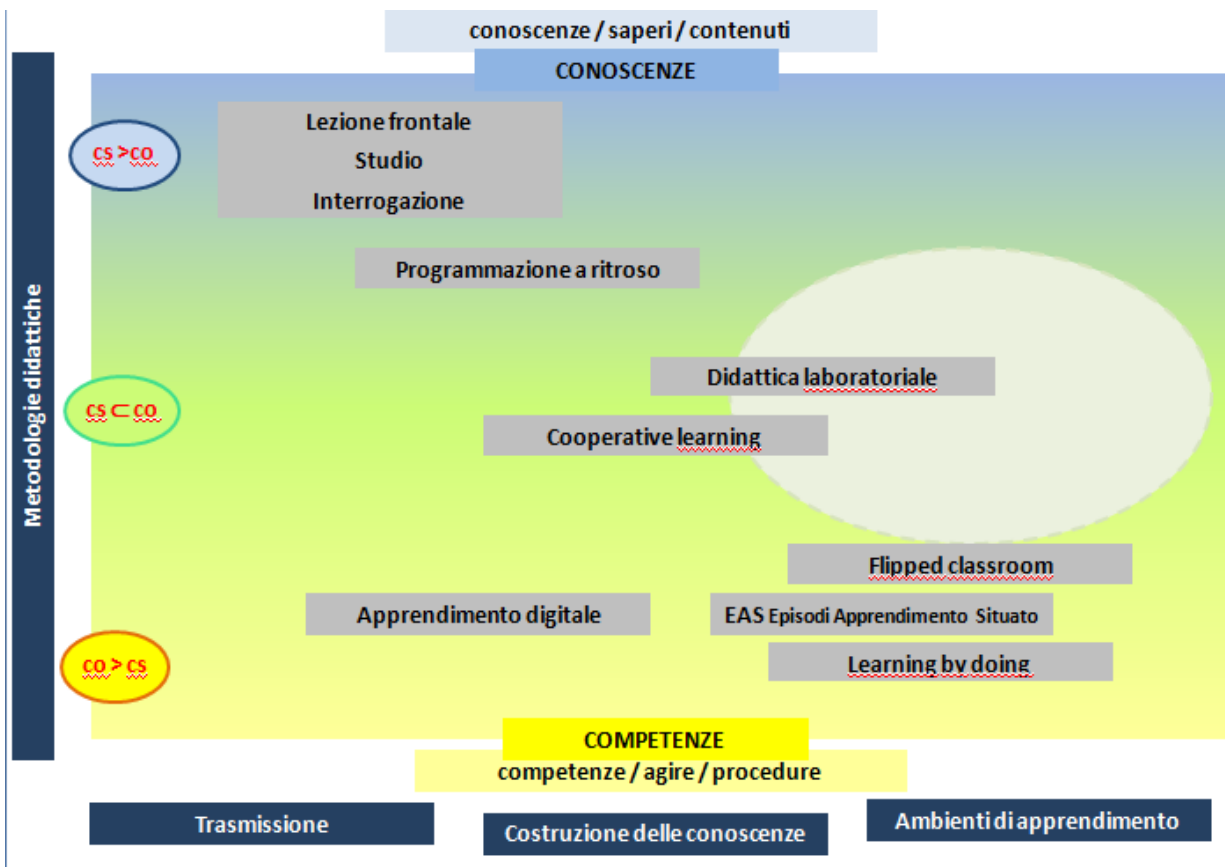 conoscenze / saperi / contenuti
CONOSCENZE
Metodologie didattiche
cs >co
Lezione frontale
Studio
Interrogazione
Programmazione a ritroso
Didattica laboratoriale
cs ⊂ co
Cooperative learning
Flipped classroom
Apprendimento digitale
EAS Episodi Apprendimento Situato
co > cs
Learning by doing
COMPETENZE
competenze / agire / procedure
Trasmissione
Costruzione delle conoscenze
Ambienti di apprendimento